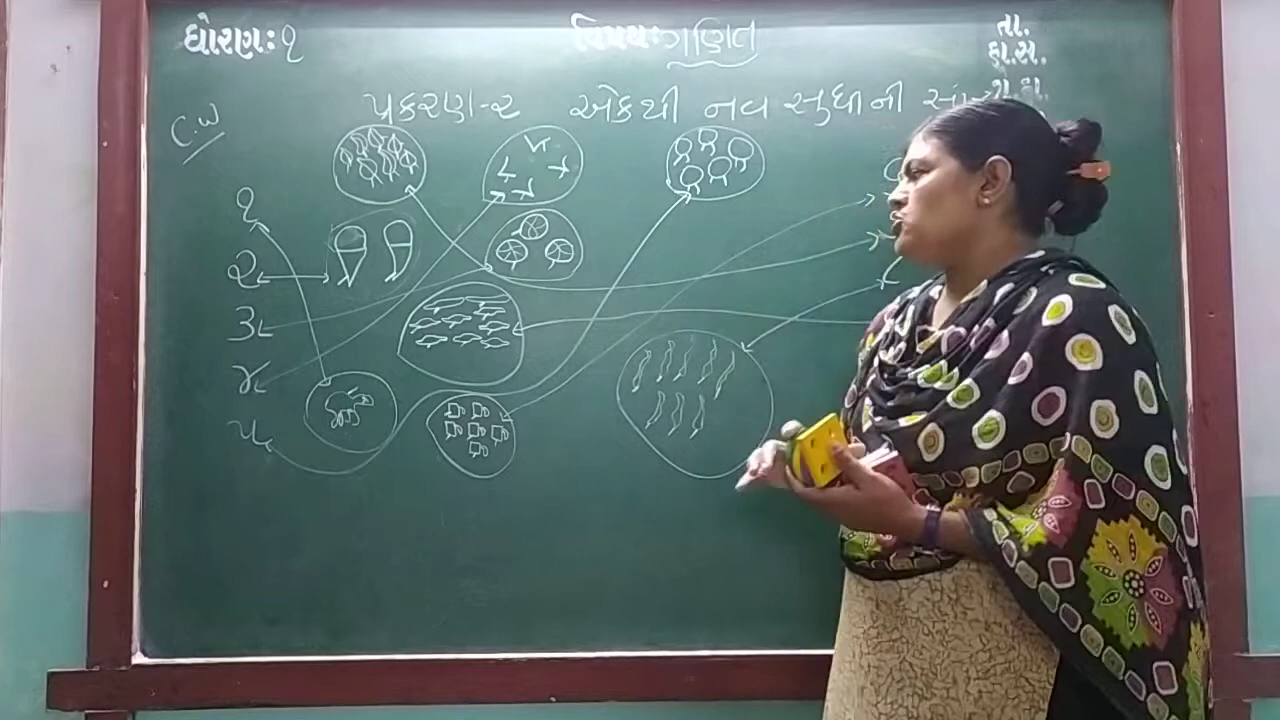 ધોરણ: ૧ વિષય: ગણિત તા.
હા.સ.
ગે.હા.
પ્રકરણ-૨ એકથી નવ સુધાની
C.W
૧
૨
૩
૪
૫